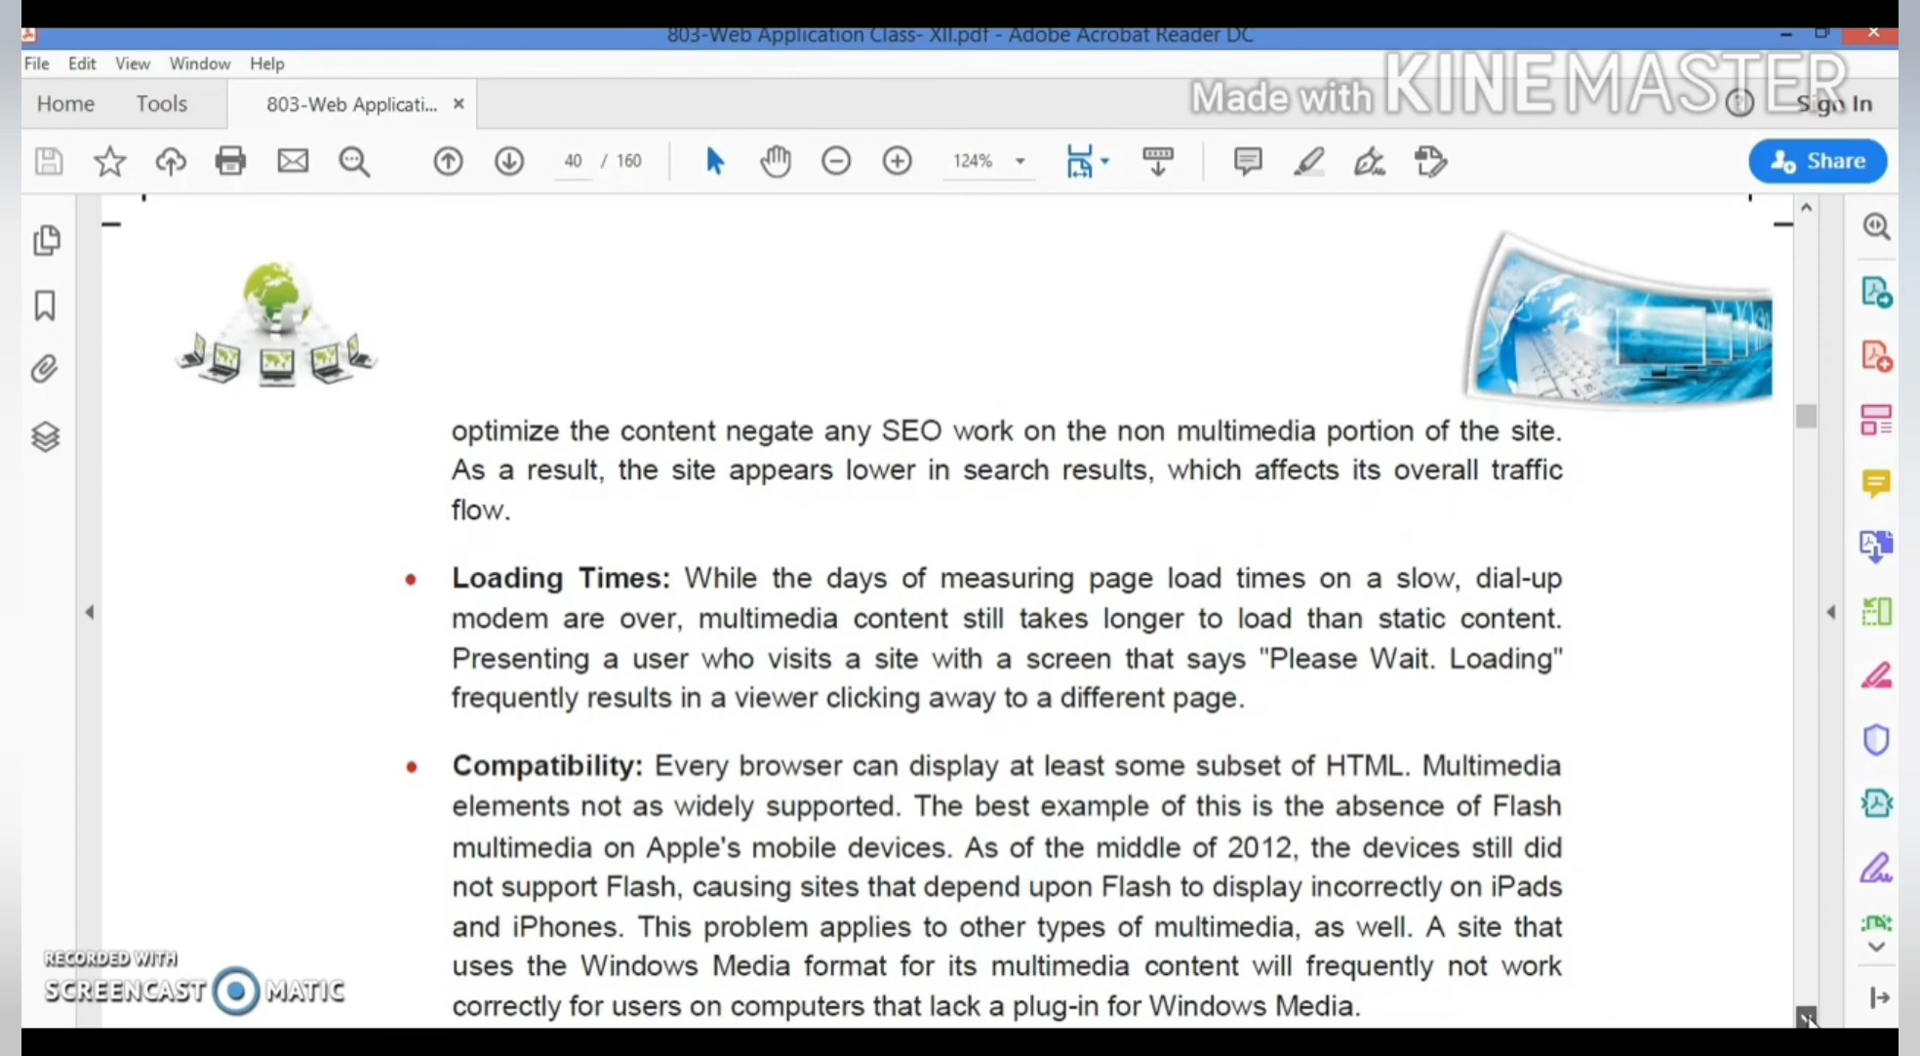 803-Web Application Class- XII.pdf - Adobe Acrobat Reader DC
File Edit View Window Help
Made with KINEMASTER
Home Tools 803-Web Applicati... × Sign In
40 / 160 124% Share
optimize the content negate any SEO work on the non multimedia portion of the site.
As a result, the site appears lower in search results, which affects its overall traffic
flow.
• Loading Times: While the days of measuring page load times on a slow, dial-up
modem are over, multimedia content still takes longer to load than static content.
Presenting a user who visits a site with a screen that says "Please Wait. Loading"
frequently results in a viewer clicking away to a different page.
• Compatibility: Every browser can display at least some subset of HTML. Multimedia
elements not as widely supported. The best example of this is the absence of Flash
multimedia on Apple's mobile devices. As of the middle of 2012, the devices still did
not support Flash, causing sites that depend upon Flash to display incorrectly on iPads
and iPhones. This problem applies to other types of multimedia, as well. A site that
uses the Windows Media format for its multimedia content will frequently not work
correctly for users on computers that lack a plug-in for Windows Media.
RECORDED WITH
SCREENCAST MATIC